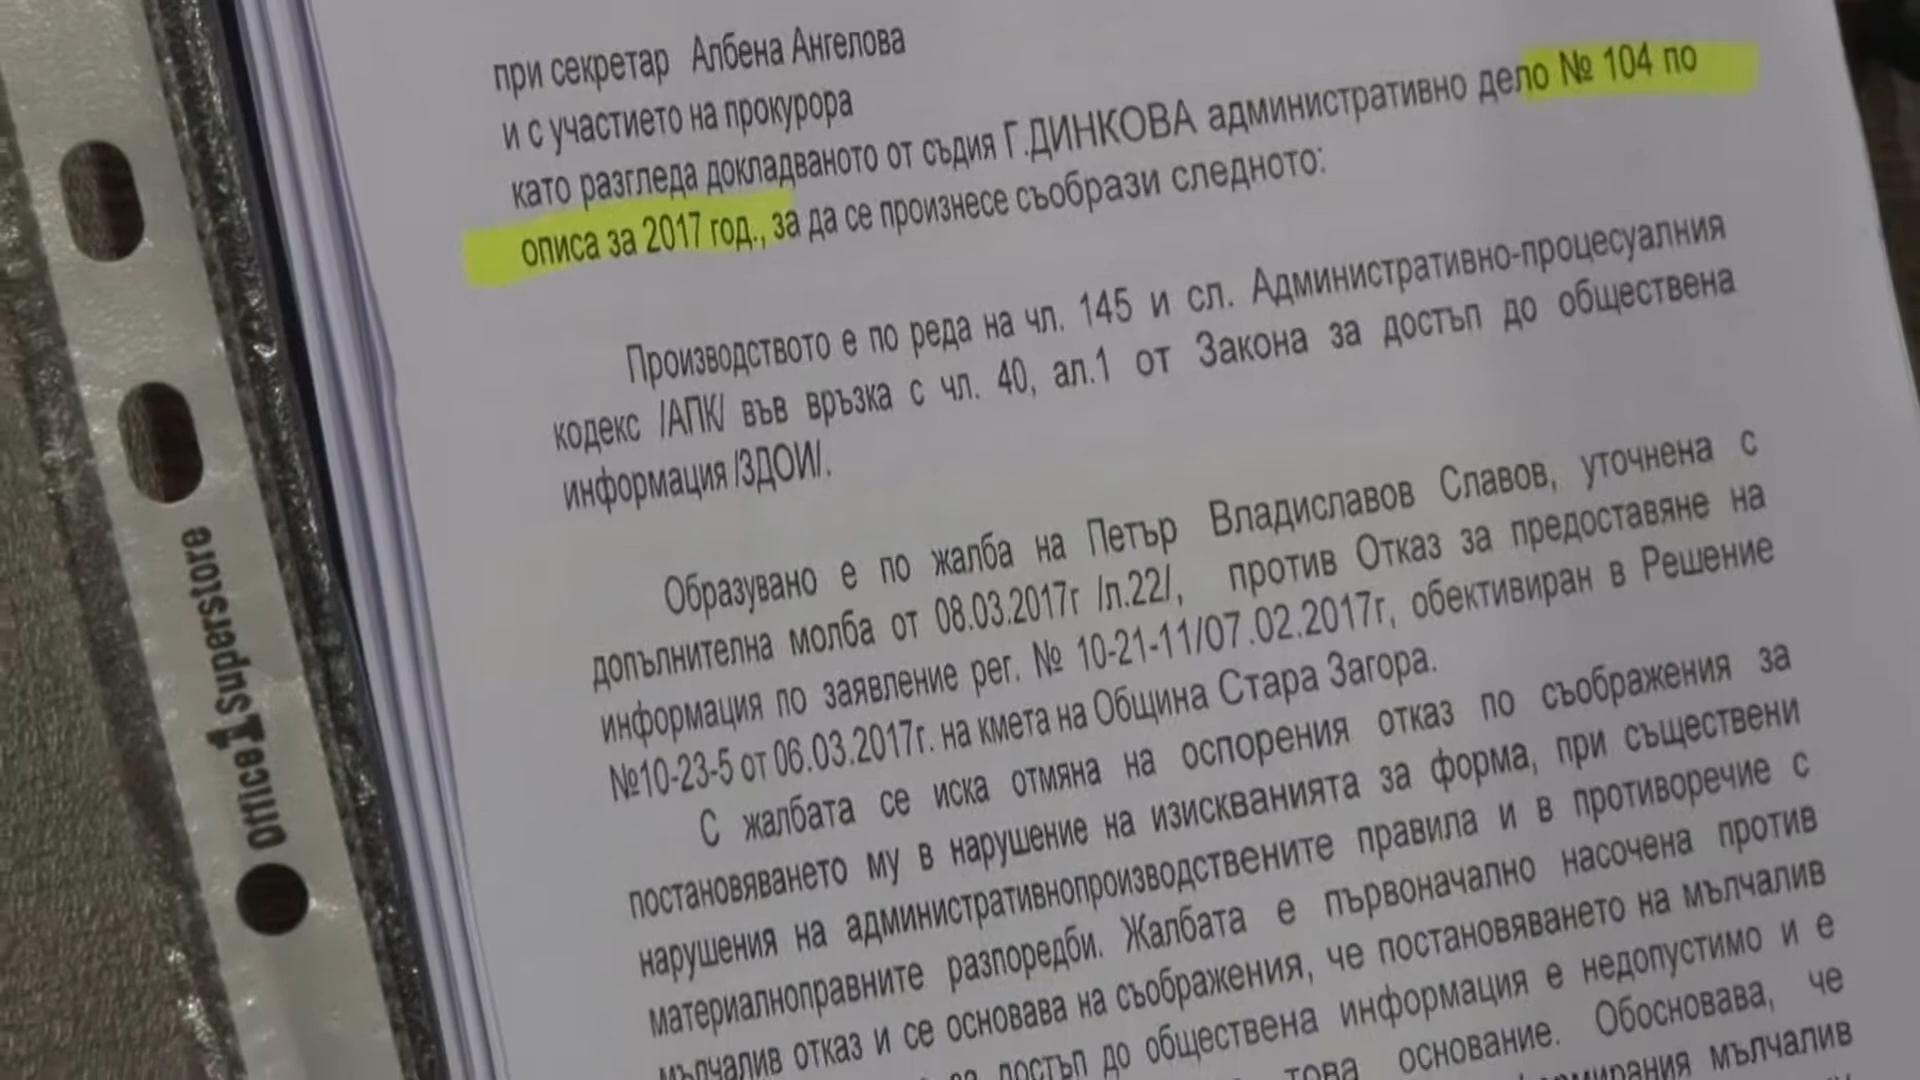 при секретар Албена Ангелова
и с участието на прокурора
като разгледа докладваното от съдия Г.ДИНКОВА административно дело № 104 по
описа за 2017 год., за да се произнесе съобрази следното:
Производството е по реда на чл. 145 и сл. Административно-процесуалния
кодекс /АПК/ във връзка с чл. 40, ал.1 от Закона за достъп до обществена
информация /ЗДОИ/.
Образувано е по жалба на Петър Владиславов Славов, уточнена с
допълнителна молба от 08.03.2017г /л.22/, против Отказ за предоставяне на
информация по заявление рег. № 10-21-11/07.02.2017г, обективиран в Решение
№10-23-5 от 06.03.2017г. на кмета на Община Стара Загора.
С жалбата се иска отмяна на оспорения отказ по съображения за
постановяването му в нарушение на изискванията за форма, при съществени
нарушения на административнопроизводствените правила и в противоречие с
материалноправните разпоредби. Жалбата е първоначално насочена против
мълчалив отказ и се основава на съображения, че постановяването на мълчалив
достъп до обществена информация е недопустимо и е
това основание. Обосновава, че
мълчалив
Office 1 Superstore